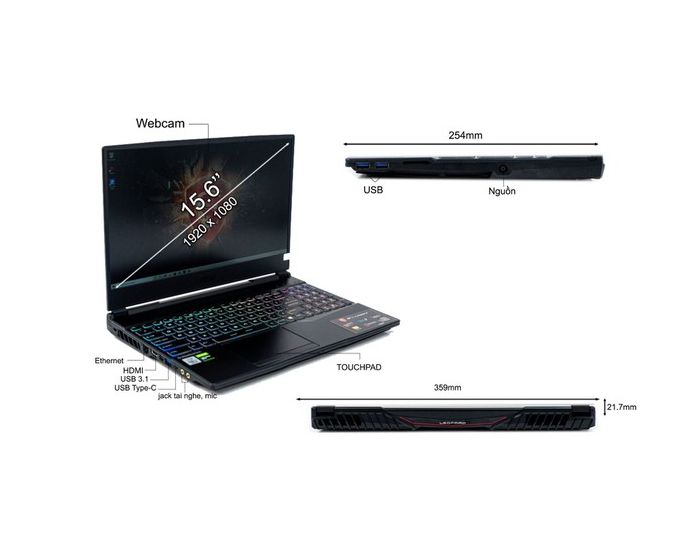 Webcam
15.6”
1920 x 1080
254mm
USB
Nguồn
Ethernet
HDMI
USB 3.1
USB Type-C
jack tai nghe, mic
TOUCHPAD
359mm
21.7mm
LEOPARD